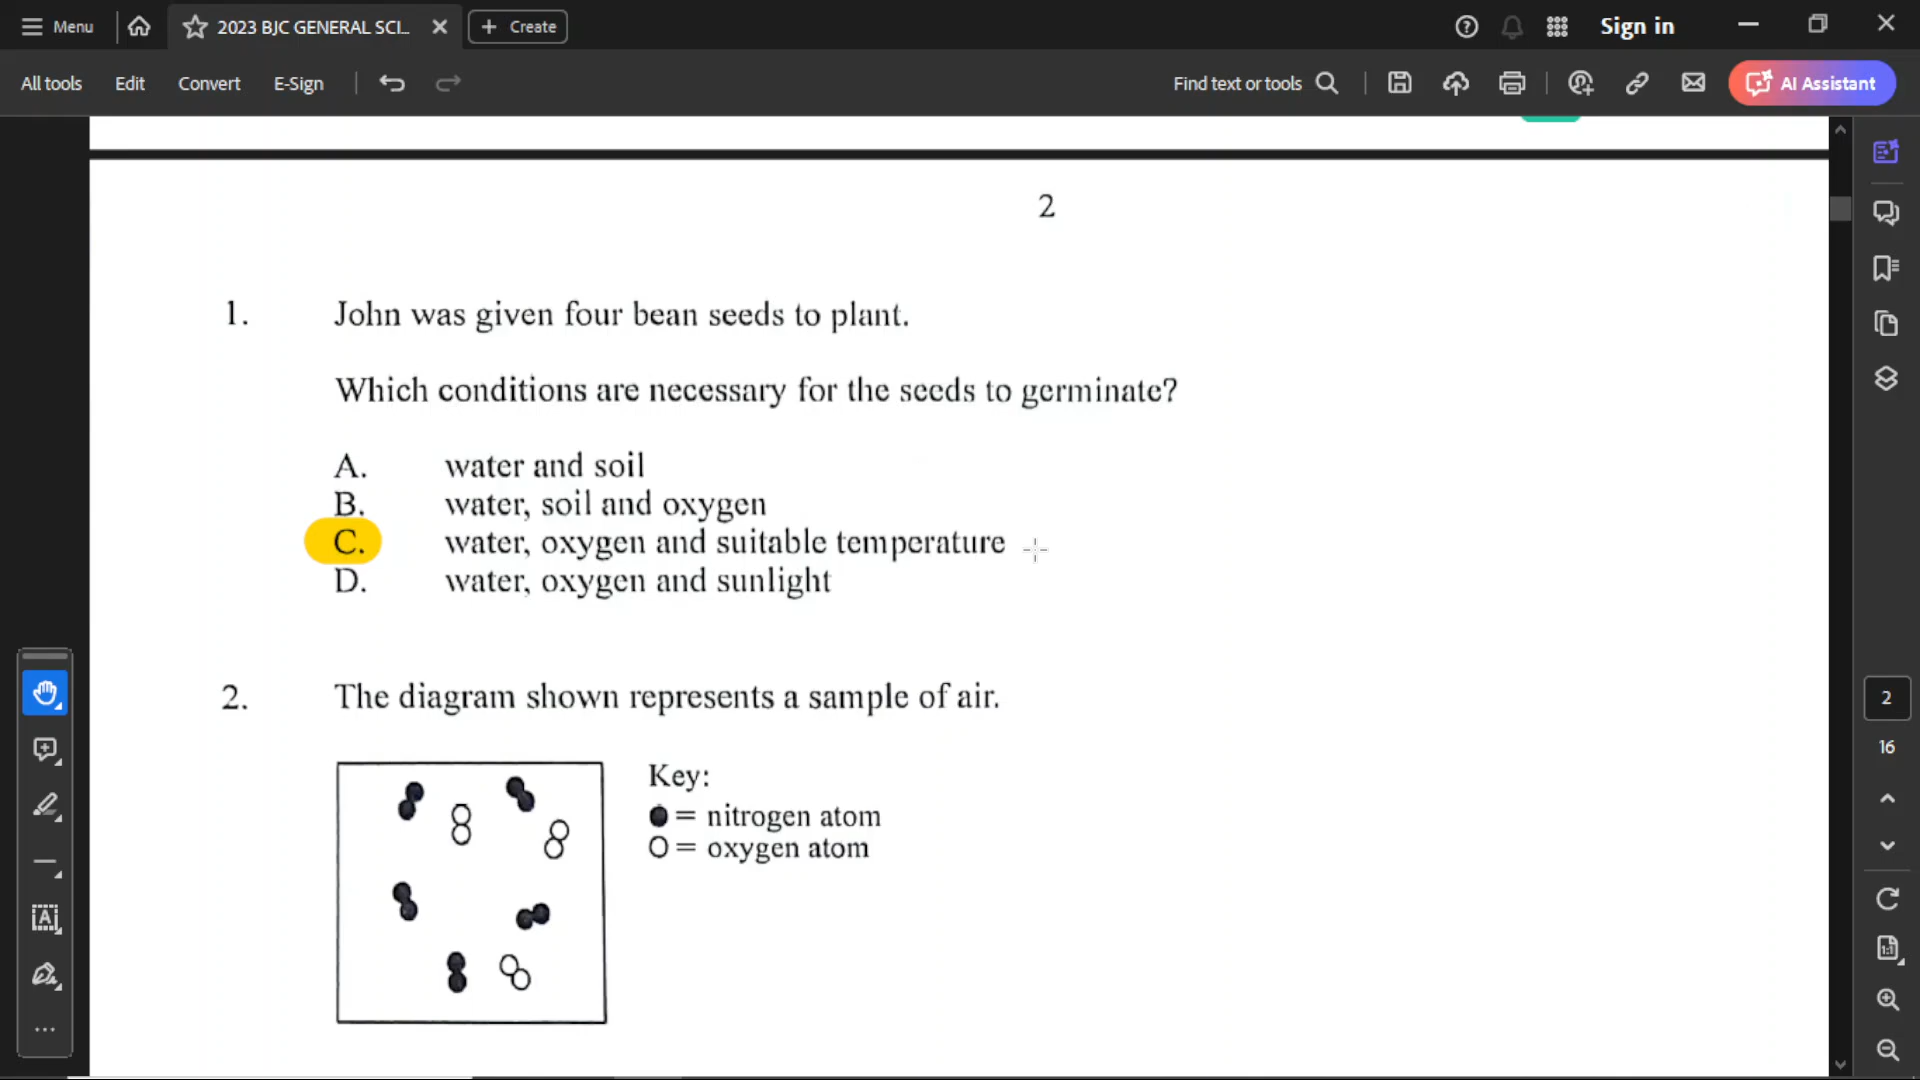 Menu
2023 BJC GENERAL SCI...
Create
Sign in
All tools
Edit
Convert
E-Sign
Find text or tools
AI Assistant
2
1. John was given four bean seeds to plant.
Which conditions are necessary for the seeds to germinate?
A. water and soil
B. water, soil and oxygen
C. water, oxygen and suitable temperature
D. water, oxygen and sunlight
2. The diagram shown represents a sample of air.
Key:
= nitrogen atom
= oxygen atom
2
16